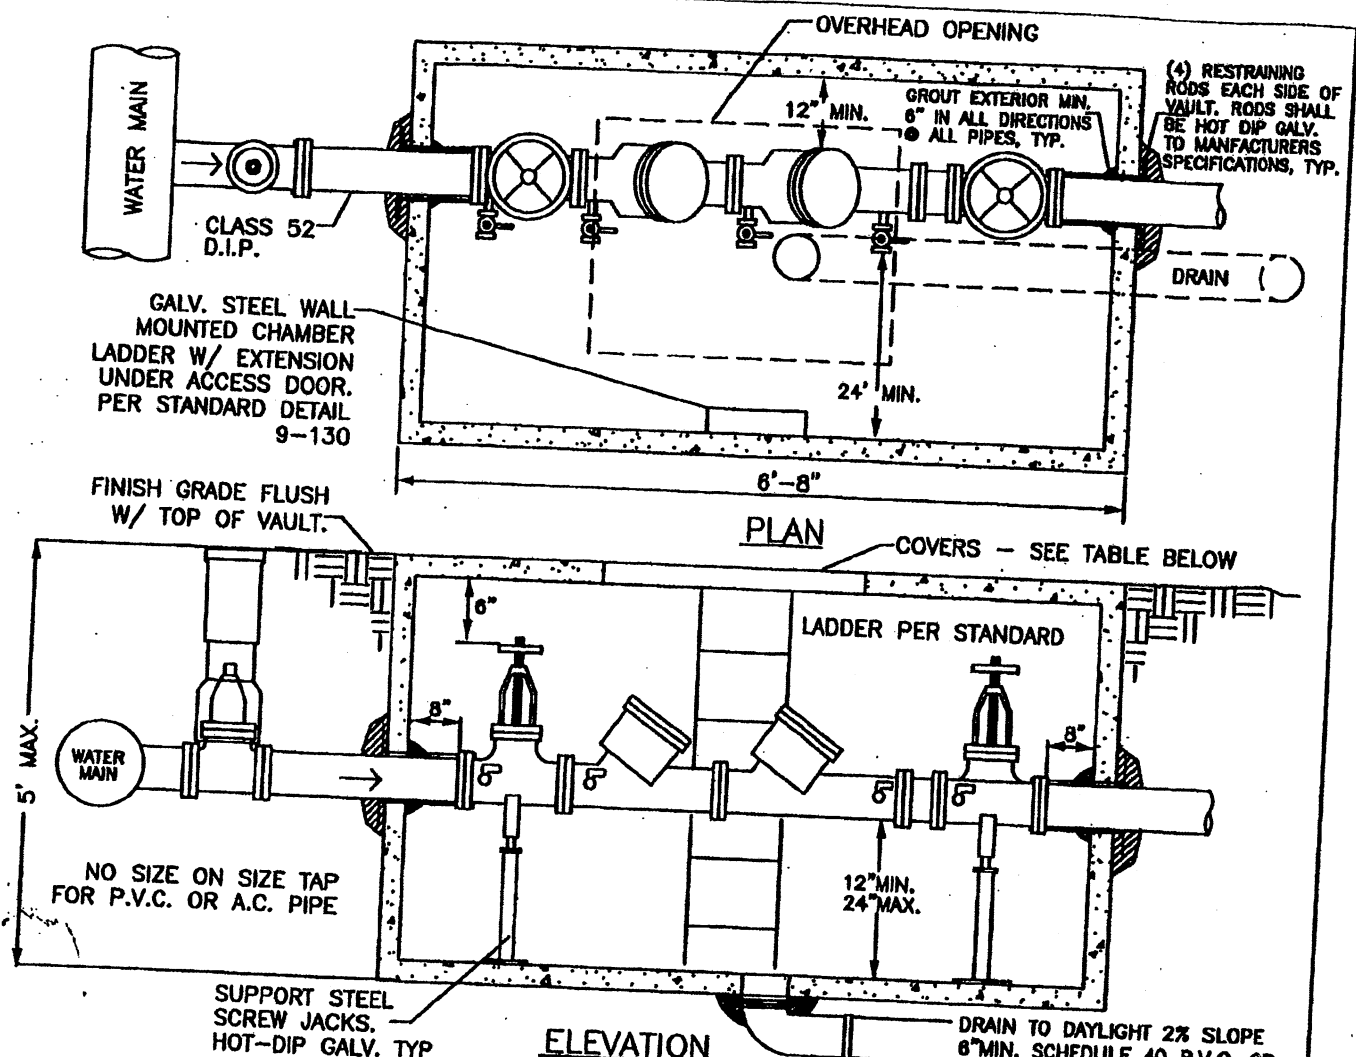 OVERHEAD OPENING
WATER MAIN
12" MIN.
GROUT EXTERIOR MIN.
6" IN ALL DIRECTIONS
@ ALL PIPES, TYP.
(4) RESTRAINING
RODS EACH SIDE OF
VAULT. RODS SHALL
BE HOT DIP GALV.
TO MANFACTURERS
SPECIFICATIONS, TYP.
CLASS 52
D.I.P.
DRAIN
GALV. STEEL WALL
MOUNTED CHAMBER
LADDER W/ EXTENSION
UNDER ACCESS DOOR.
PER STANDARD DETAIL
9-130
24' MIN.
6'-8"
PLAN
FINISH GRADE FLUSH
W/ TOP OF VAULT.
COVERS - SEE TABLE BELOW
6"
LADDER PER STANDARD
8"
8"
5' MAX.
WATER
MAIN
NO SIZE ON SIZE TAP
FOR P.V.C. OR A.C. PIPE
12"MIN.
24"MAX.
SUPPORT STEEL
SCREW JACKS.
HOT-DIP GALV. TYP
ELEVATION
DRAIN TO DAYLIGHT 2% SLOPE
6"MIN. SCHEDULE 40 P.V.C.